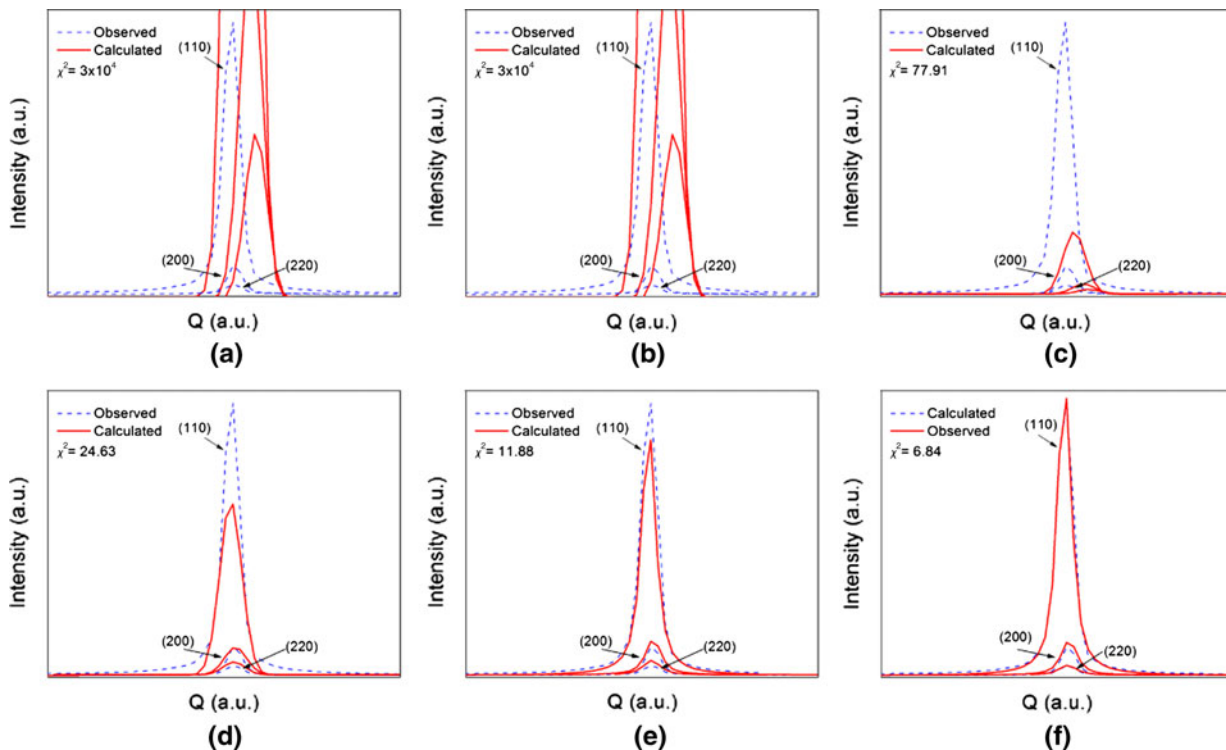 Observed
Calculated
χ²= 3x10⁴
(110)
(200)
(220)
Intensity (a.u.)
Q (a.u.)
(a)
Observed
Calculated
χ²= 3x10⁴
(110)
(200)
(220)
Intensity (a.u.)
Q (a.u.)
(b)
Observed
Calculated
χ²= 77.91
(110)
(200)
(220)
Intensity (a.u.)
Q (a.u.)
(c)
Observed
Calculated
χ²= 24.63
(110)
(200)
(220)
Intensity (a.u.)
Q (a.u.)
(d)
Observed
Calculated
χ²= 11.88
(110)
(200)
(220)
Intensity (a.u.)
Q (a.u.)
(e)
Calculated
Observed
χ²= 6.84
(110)
(200)
(220)
Intensity (a.u.)
Q (a.u.)
(f)